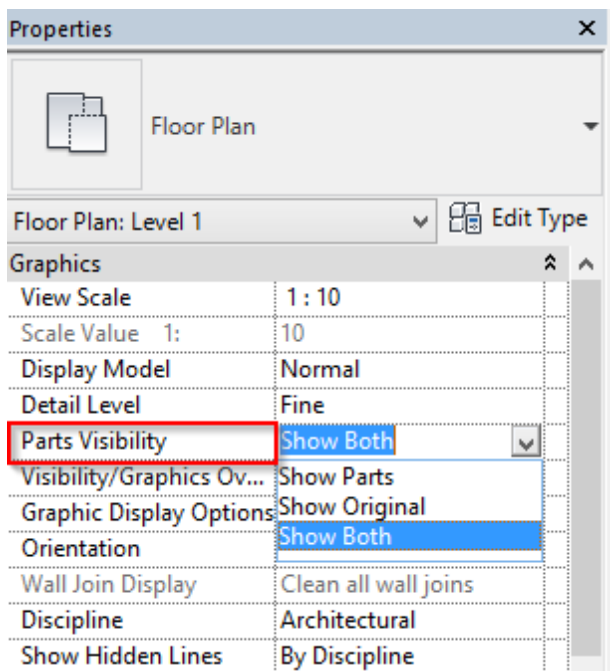 Properties
Floor Plan
Floor Plan: Level 1 Edit Type
Graphics
View Scale 1 : 10
Scale Value 1: 10
Display Model Normal
Detail Level Fine
Parts Visibility Show Both
Visibility/Graphics Ov... Show Parts
Graphic Display Options Show Original
Orientation Show Both
Wall Join Display Clean all wall joins
Discipline Architectural
Show Hidden Lines By Discipline